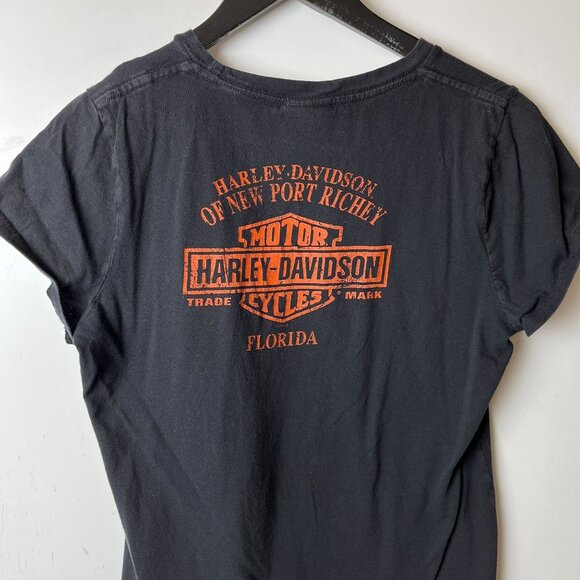 HARLEY-DAVIDSON
OF NEW PORT RICHEY
MOTOR
HARLEY-DAVIDSON
TRADE MARK
CYCLES®
FLORIDA